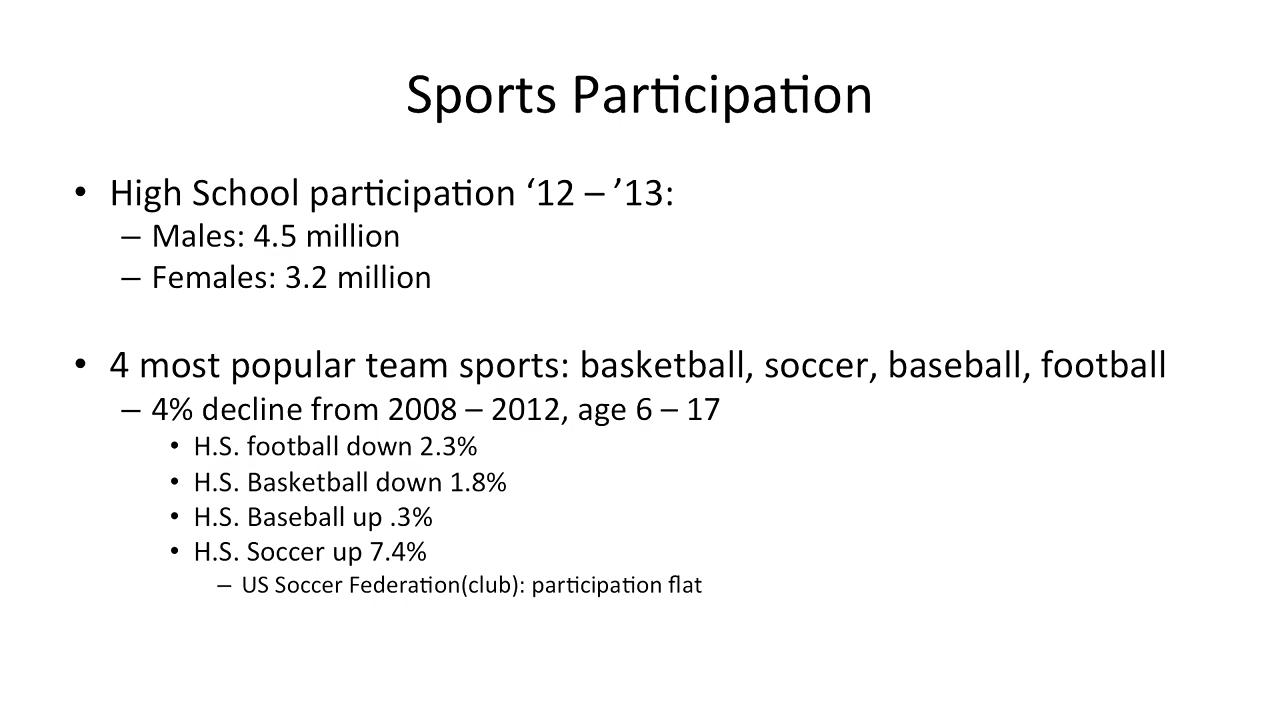 Sports Participation
• High School participation ‘12 – ’13:
– Males: 4.5 million
– Females: 3.2 million
• 4 most popular team sports: basketball, soccer, baseball, football
– 4% decline from 2008 – 2012, age 6 – 17
• H.S. football down 2.3%
• H.S. Basketball down 1.8%
• H.S. Baseball up .3%
• H.S. Soccer up 7.4%
– US Soccer Federation(club): participation flat